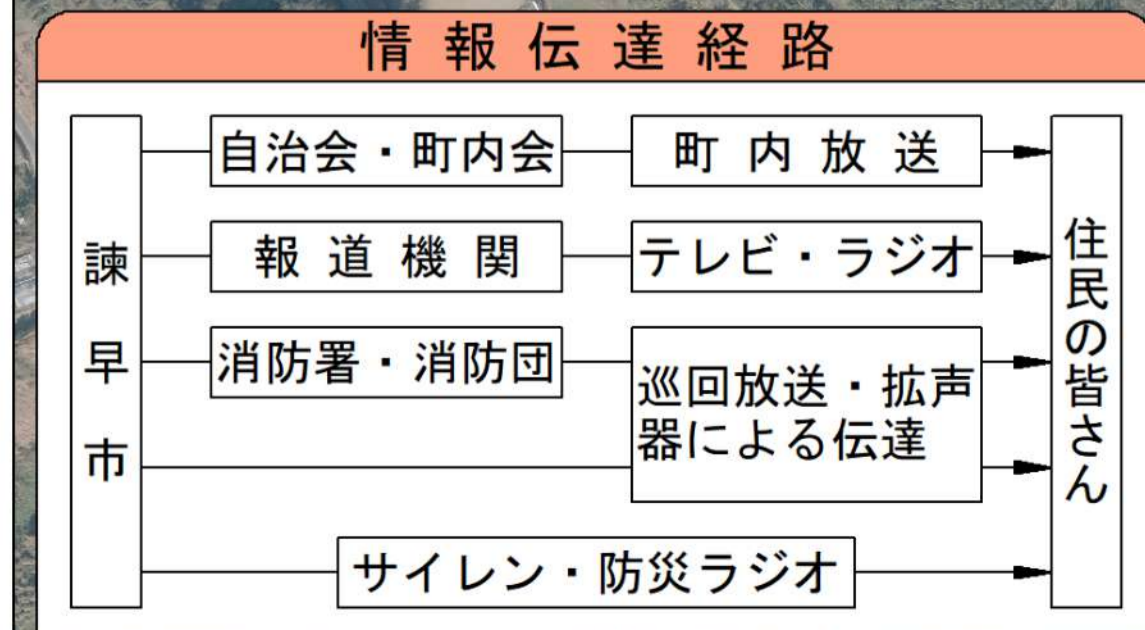 情報伝達経路
諫早市
自治会・町内会
町内放送
報道機関
テレビ・ラジオ
消防署・消防団
巡回放送・拡声
器による伝達
サイレン・防災ラジオ
住民の皆さん